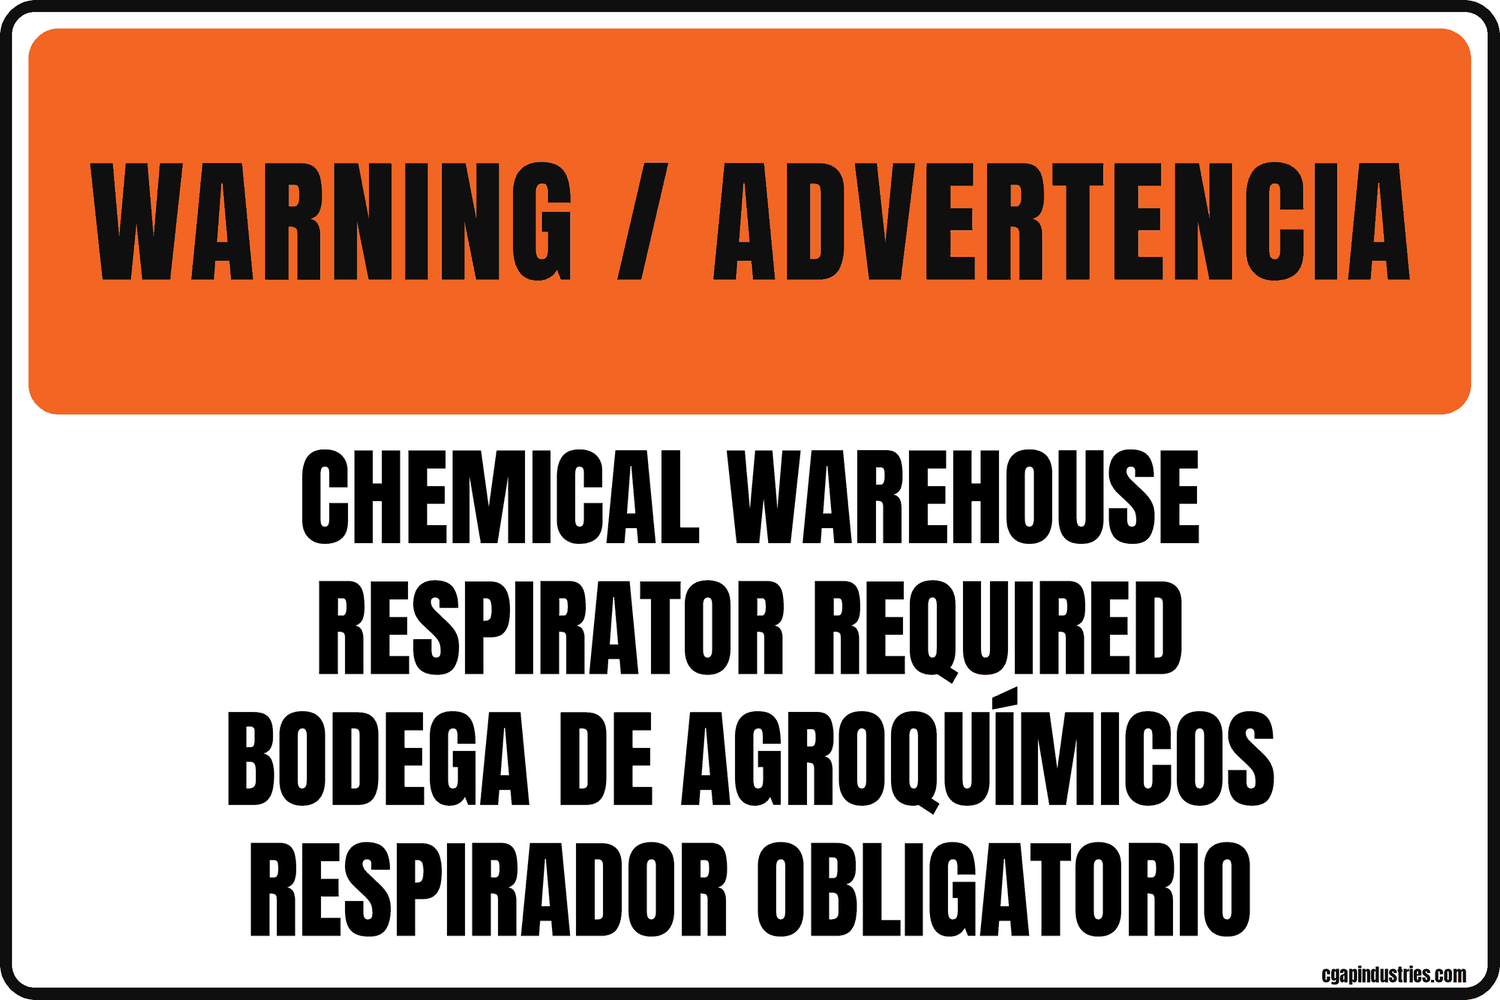 WARNING / ADVERTENCIA
CHEMICAL WAREHOUSE
RESPIRATOR REQUIRED
BODEGA DE AGROQUÍMICOS
RESPIRADOR OBLIGATORIO
cgapindustries.com